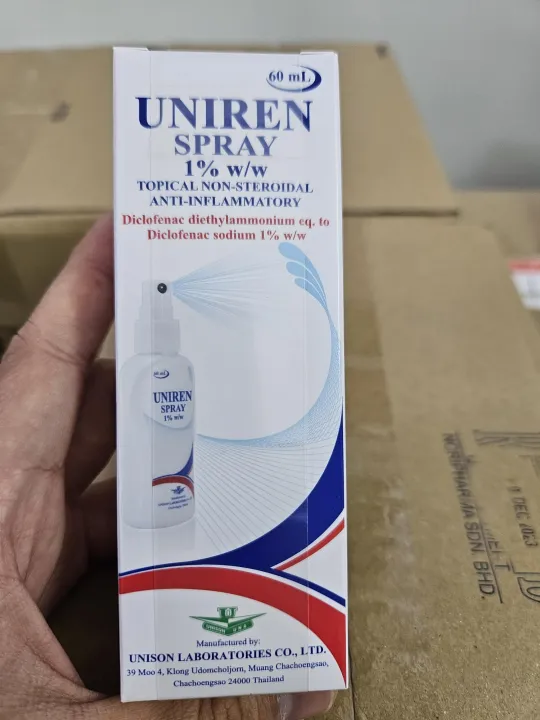 60 mL
UNIREN
SPRAY
1% w/w
TOPICAL NON-STEROIDAL
ANTI-INFLAMMATORY
Diclofenac diethylammonium eq. to
Diclofenac sodium 1% w/w
60 mL
UNIREN
SPRAY
1% w/w
Manufactured by:
UNISON LABORATORIES CO., LTD.
39 Moo 4, Klong Udomcholjorn, Muang Chachoengsao,
Chachoengsao 24000 Thailand
SDN BHD.